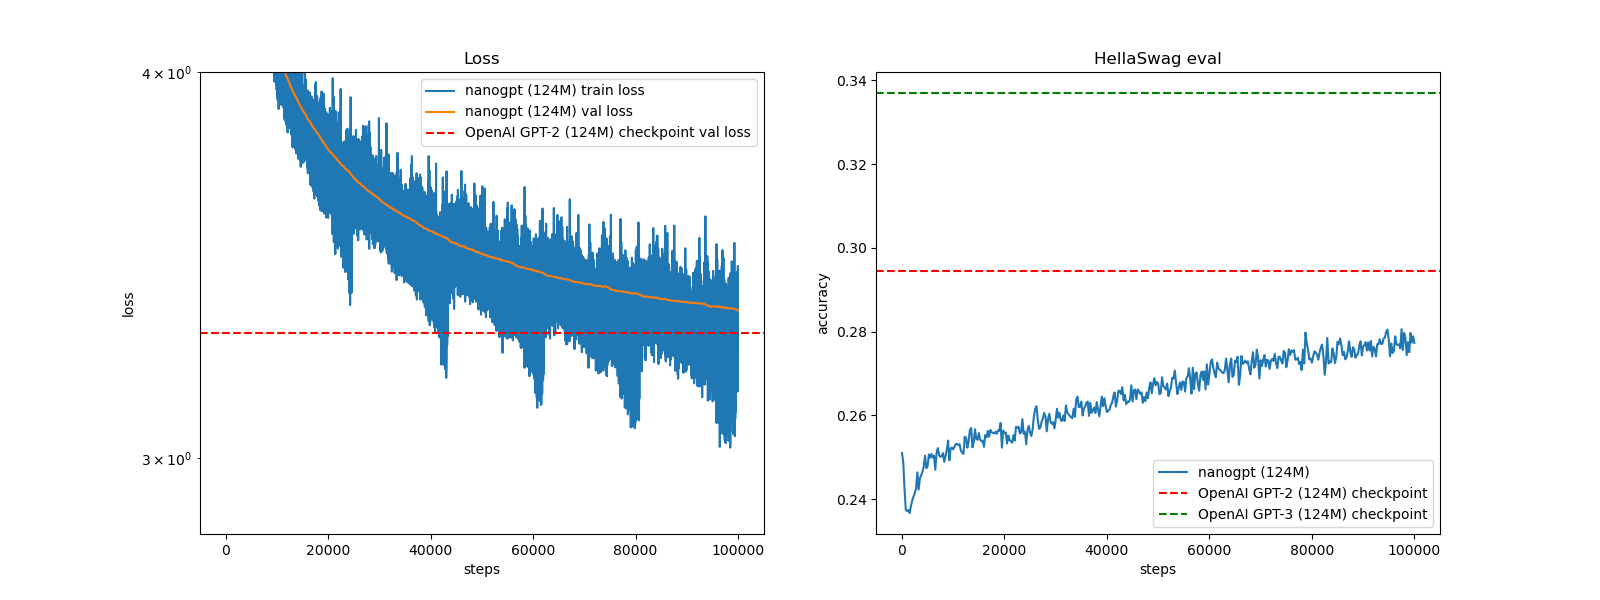 Loss
4 × 10⁰
3 × 10⁰
loss
nanogpt (124M) train loss
nanogpt (124M) val loss
OpenAI GPT-2 (124M) checkpoint val loss
0 20000 40000 60000 80000 100000
steps
HellaSwag eval
0.34
0.32
0.30
0.28
0.26
0.24
accuracy
nanogpt (124M)
OpenAI GPT-2 (124M) checkpoint
OpenAI GPT-3 (124M) checkpoint
0 20000 40000 60000 80000 100000
steps